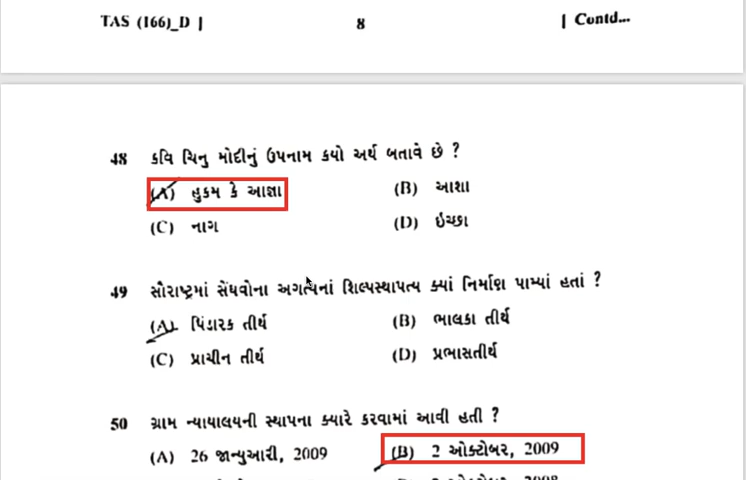 TAS (166)_D ] 8 [ Contd...
48 કવિ ચિનુ મોદીનું ઉપનામ કયો અર્થ બતાવે છે ?
(A) હુકમ કે આજ્ઞા (B) આશા
(C) નાગ (D) ઇચ્છા
49 સૌરાષ્ટ્રમાં સેંધવોના અગત્યનાં શિલ્પસ્થાપત્ય ક્યાં નિર્માણ પામ્યાં હતાં ?
(A) પિંડારક તીર્થ (B) ભાલકા તીર્થ
(C) પ્રાચીન તીર્થ (D) પ્રભાસતીર્થ
50 ગ્રામ ન્યાયાલયની સ્થાપના ક્યારે કરવામાં આવી હતી ?
(A) 26 જાન્યુઆરી, 2009 (B) 2 ઓક્ટોબર, 2009